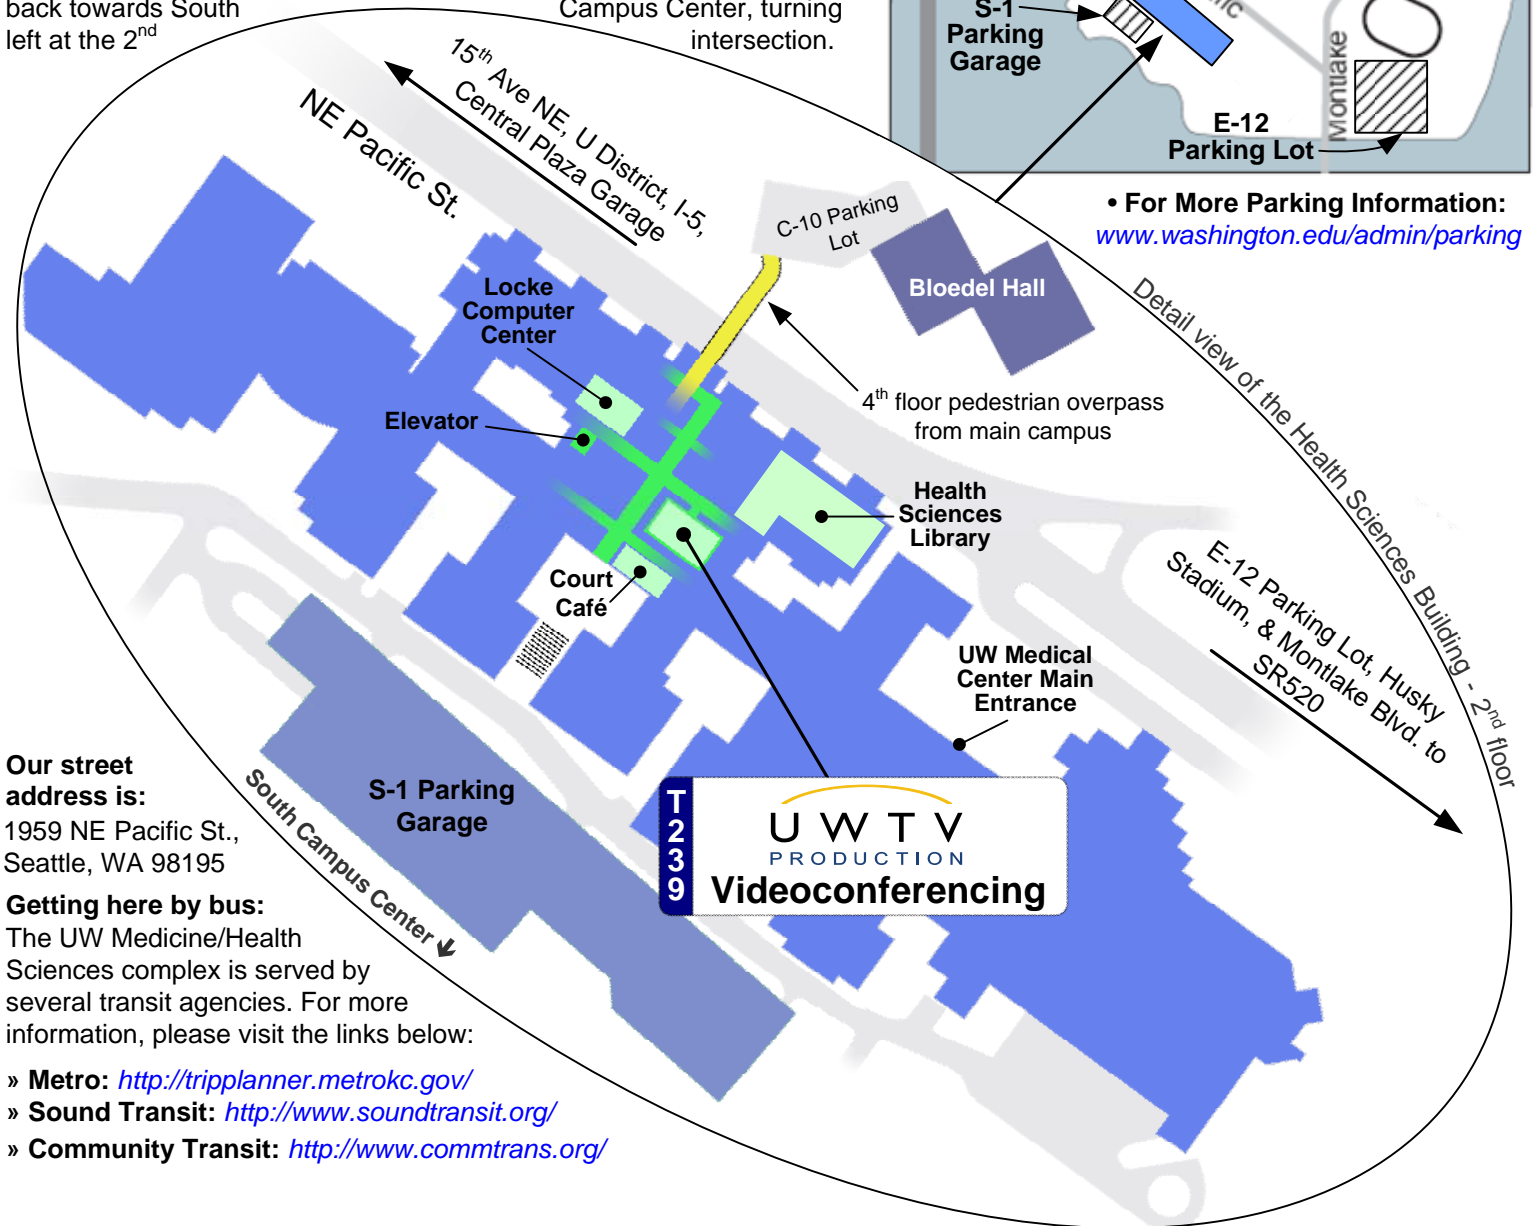 back towards South
left at the 2nd
Campus Center, turning
intersection.
S-1
Parking
Garage
Montlake
E-12
Parking Lot
• For More Parking Information:
www.washington.edu/admin/parking
15th Ave NE, U District, I-5,
Central Plaza Garage
NE Pacific St.
C-10 Parking
Lot
Bloedel Hall
Locke
Computer
Center
Elevator
4th floor pedestrian overpass
from main campus
Health
Sciences
Library
Court
Café
Detail view of the Health Sciences Building - 2nd floor
E-12 Parking Lot, Husky
Stadium, & Montlake Blvd. to
SR520
UW Medical
Center Main
Entrance
S-1 Parking
Garage
South Campus Center
T239
UWTV
PRODUCTION
Videoconferencing
Our street
address is:
1959 NE Pacific St.,
Seattle, WA 98195
Getting here by bus:
The UW Medicine/Health
Sciences complex is served by
several transit agencies. For more
information, please visit the links below:
» Metro: http://tripplanner.metrokc.gov/
» Sound Transit: http://www.soundtransit.org/
» Community Transit: http://www.commtrans.org/